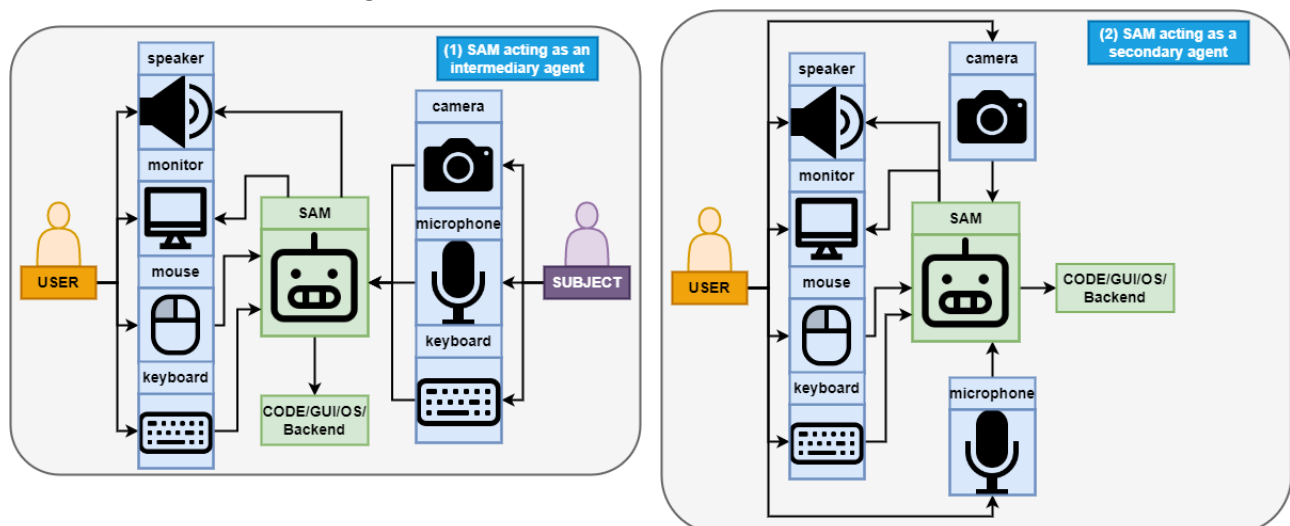 (1) SAM acting as an
intermediary agent
speaker
monitor
mouse
keyboard
USER
SAM
CODE/GUI/OS/
Backend
camera
microphone
keyboard
SUBJECT
(2) SAM acting as a
secondary agent
speaker
monitor
mouse
keyboard
USER
camera
SAM
CODE/GUI/OS/
Backend
microphone